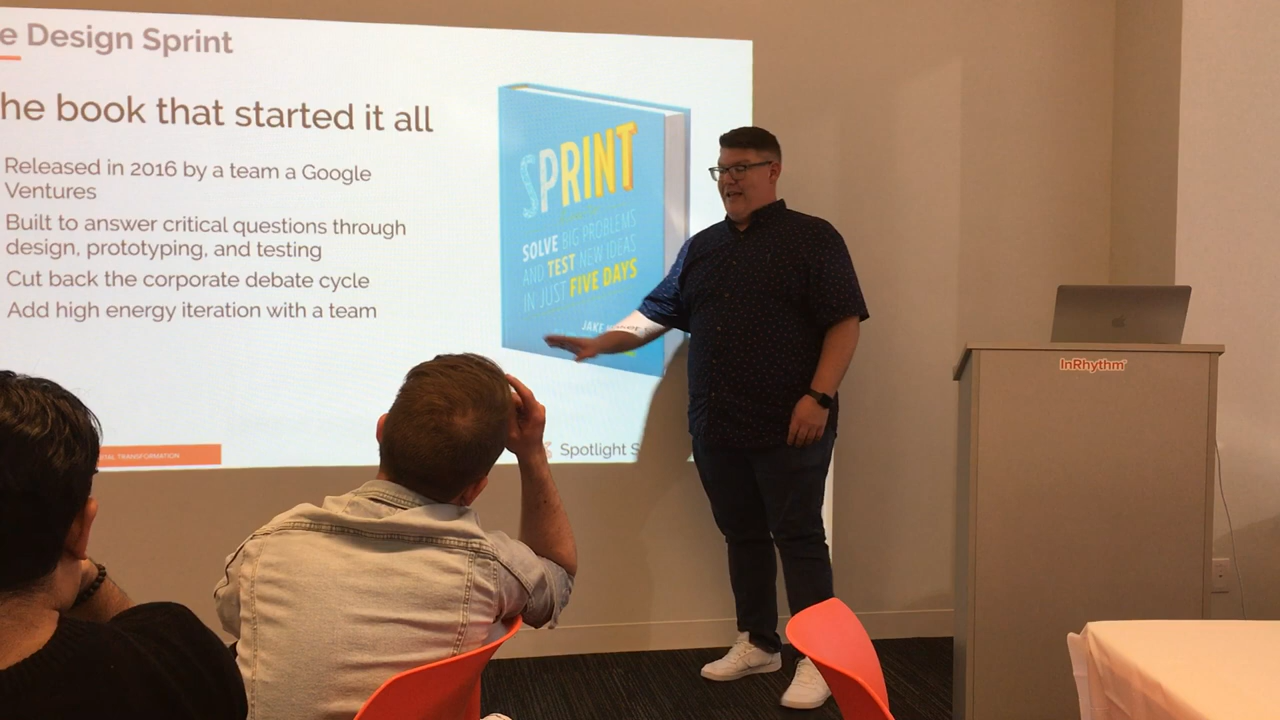 e Design Sprint
he book that started it all
Released in 2016 by a team a Google
Ventures
Built to answer critical questions through
design, prototyping, and testing
Cut back the corporate debate cycle
Add high energy iteration with a team
SPRINT
SOLVE BIG PROBLEMS
AND TEST NEW IDEAS
IN JUST FIVE DAYS
JAKE
TAL TRANSFORMATION
Spotlight S
InRhythm